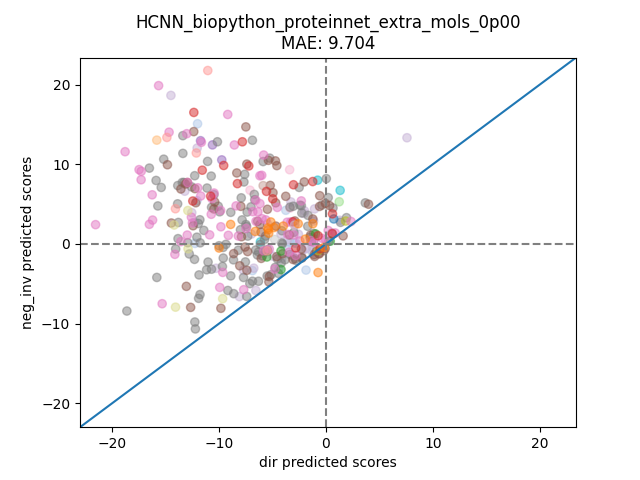 HCNN_biopython_proteinnet_extra_mols_0p00
MAE: 9.704
neg_inv predicted scores
20
10
0
−10
−20
−20
−10
0
10
20
dir predicted scores